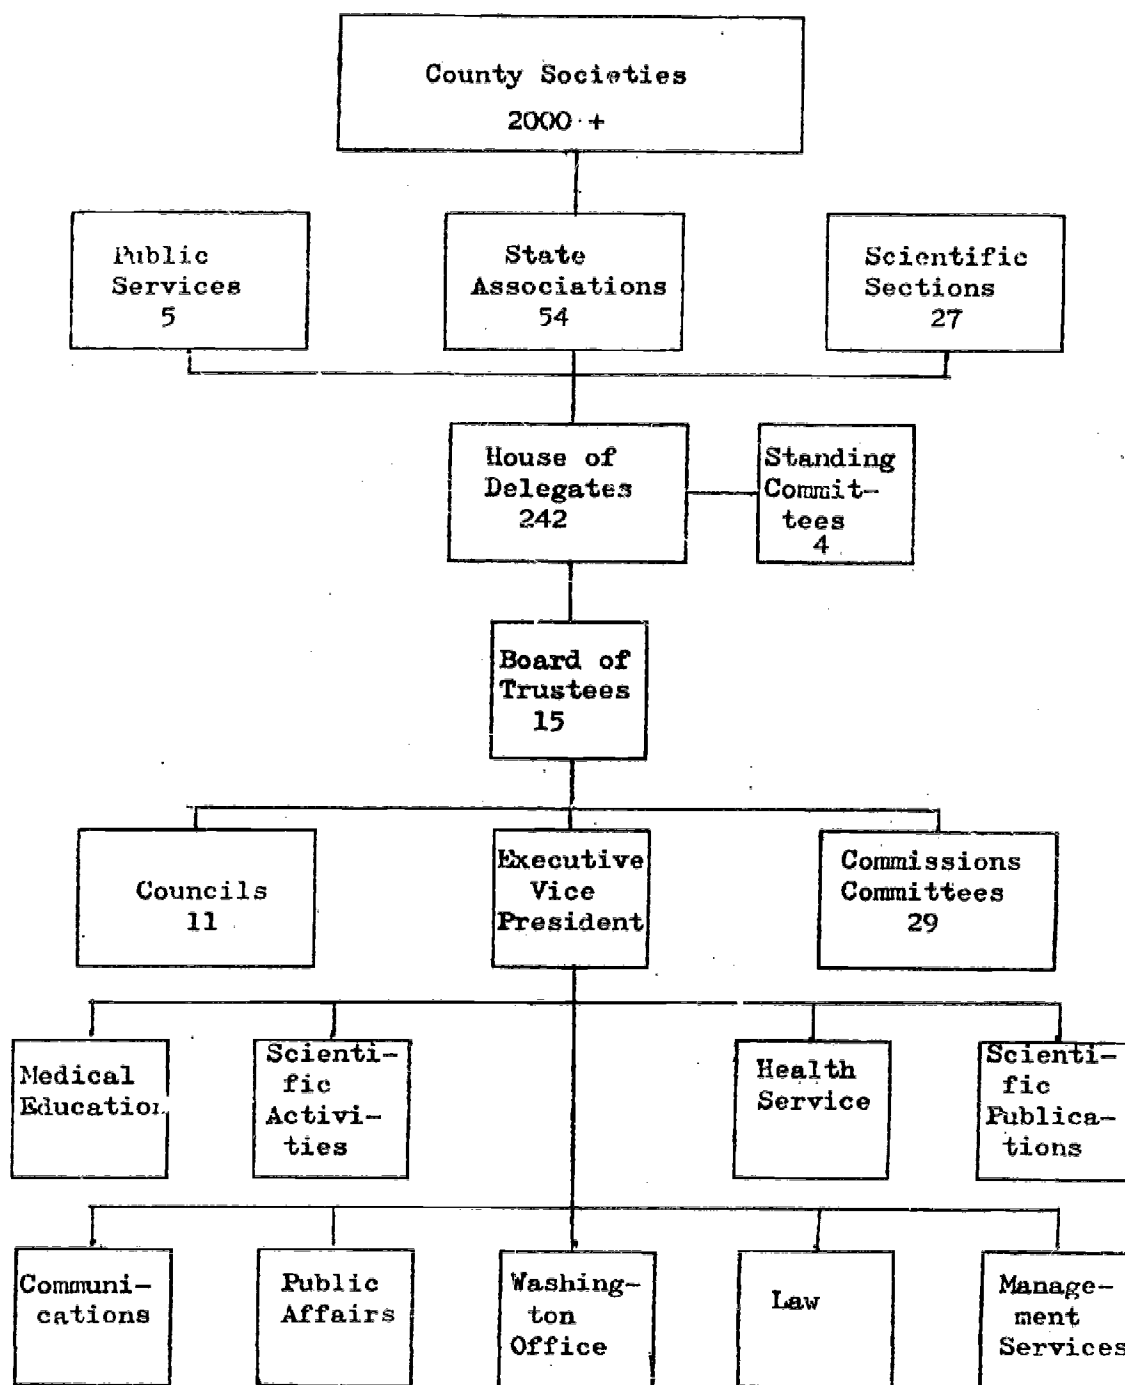 County Societies
2000 +
Public
Services
5
State
Associations
54
Scientific
Sections
27
House of
Delegates
242
Standing
Commit-
tees
4
Board of
Trustees
15
Councils
11
Executive
Vice
President
Commissions
Committees
29
Medical
Education
Scienti-
fic
Activi-
ties
Health
Service
Scienti-
fic
Publica-
tions
Communi-
cations
Public
Affairs
Washing-
ton
Office
Law
Manage-
ment
Services